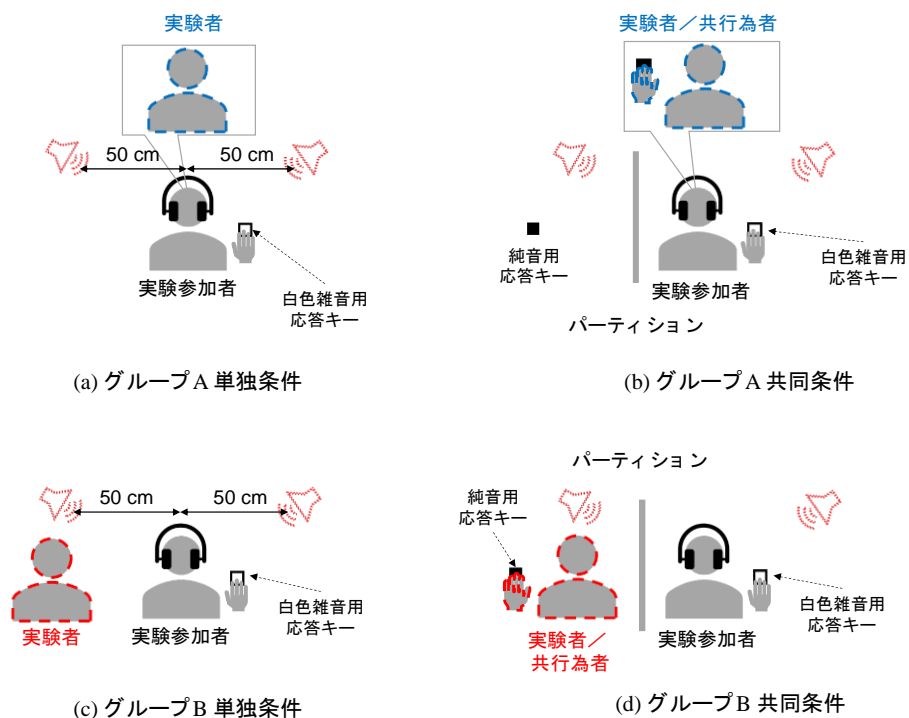 実験者
50 cm
50 cm
実験参加者
白色雑音用
応答キー
(a) グループA 単独条件
実験者／共行為者
純音用
応答キー
実験参加者
白色雑音用
応答キー
パーティション
(b) グループA 共同条件
50 cm
50 cm
実験者
実験参加者
白色雑音用
応答キー
(c) グループB 単独条件
パーティション
純音用
応答キー
実験者／
共行為者
実験参加者
白色雑音用
応答キー
(d) グループB 共同条件